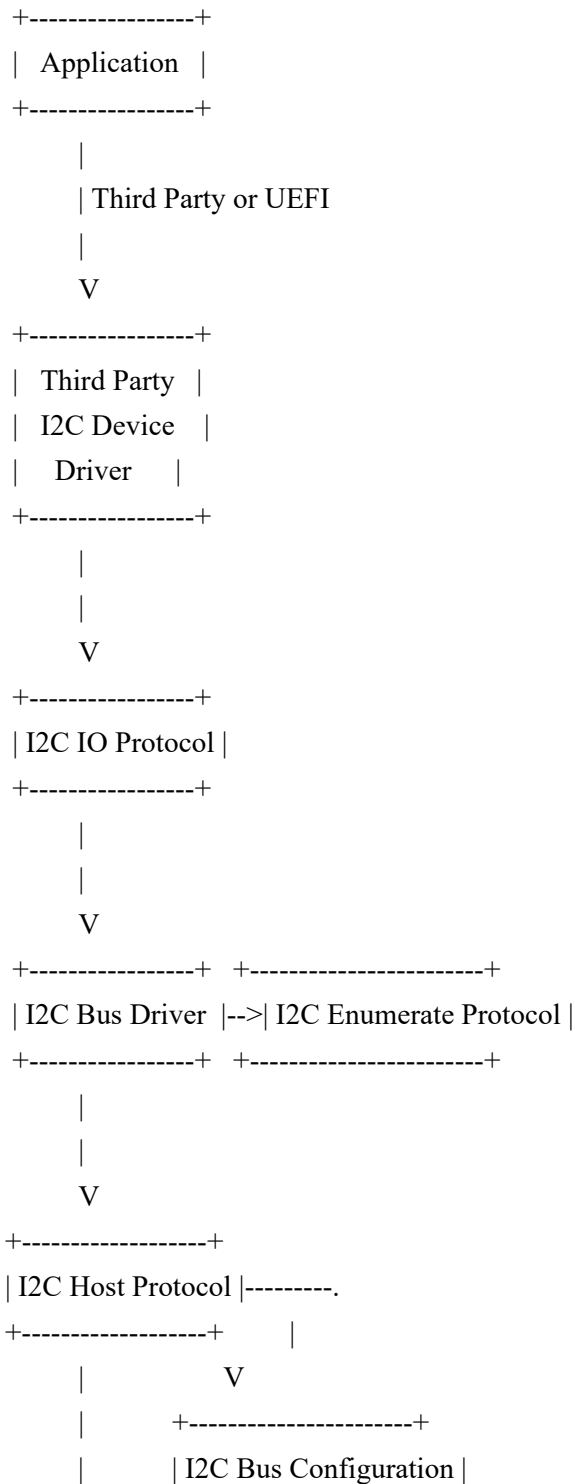 +-----------------+
|   Application   |
+-----------------+
|
| Third Party or UEFI
|
V
+-----------------+
|   Third Party   |
|   I2C Device    |
|     Driver      |
+-----------------+
|
|
V
+-----------------+
| I2C IO Protocol |
+-----------------+
|
|
V
+-----------------+   +------------------------+
| I2C Bus Driver  |-->| I2C Enumerate Protocol |
+-----------------+   +------------------------+
|
|
V
+-------------------+
| I2C Host Protocol |---------.
+-------------------+         |
|                    V
|             +-----------------------+
|             | I2C Bus Configuration |